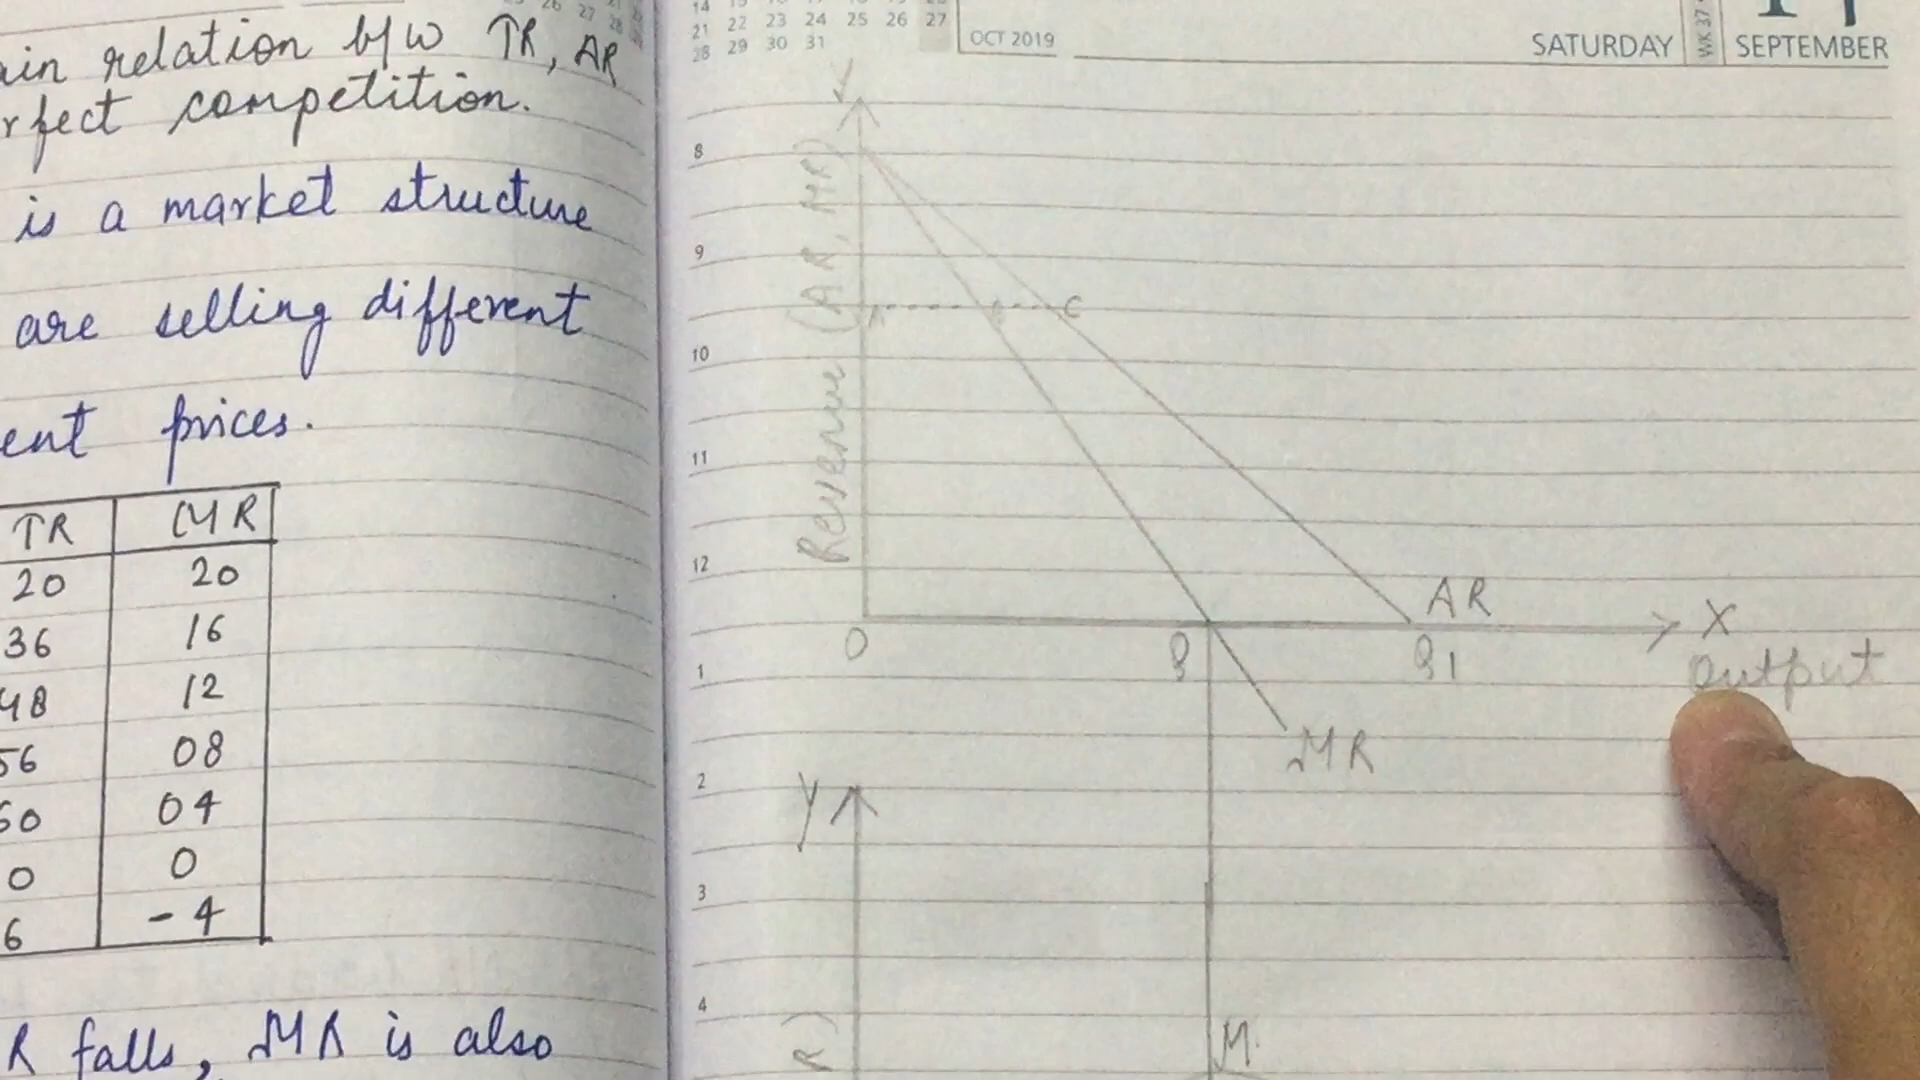 ain relation b/w TR, AR
rfect competition.
is a market structure
are selling different
ent prices.
TR MR
20 20
36 16
48 12
56 08
60 04
0 0
6 -4
R falls, MR is also
21 22 23 24 25 26 27
28 29 30 31
OCT 2019
SATURDAY
WK 37
SEPTEMBER
8
9
10
11
12
1
2
3
4
Revenue (AR, MR)
C
AR
O
Q
Q1
X
Output
MR
Y
R)
M